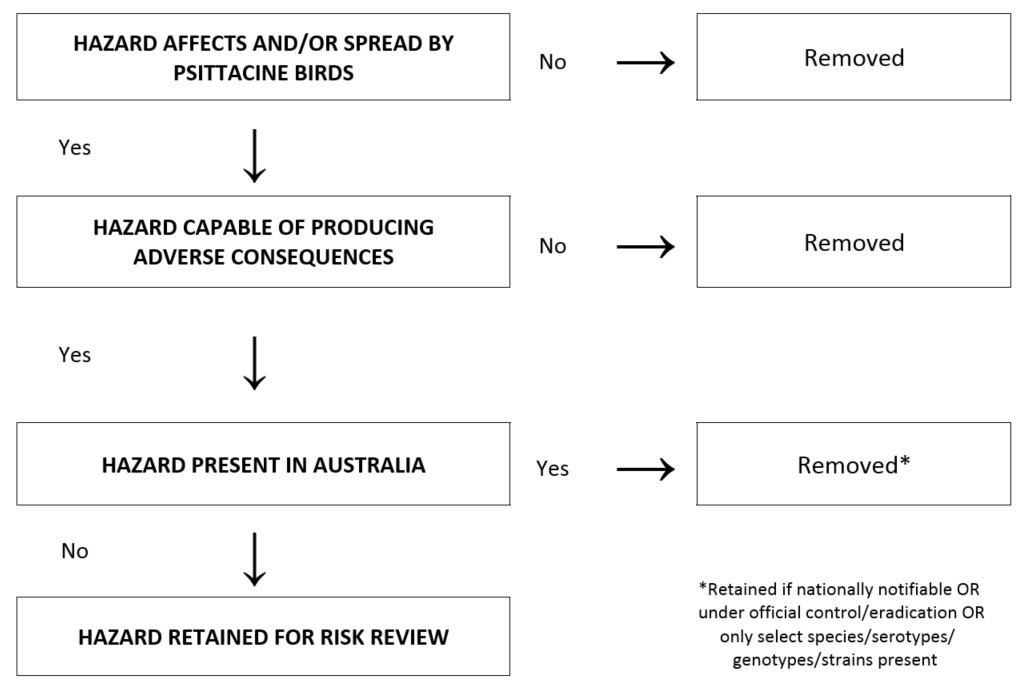 HAZARD AFFECTS AND/OR SPREAD BY
PSITTACINE BIRDS
No
Removed
Yes
HAZARD CAPABLE OF PRODUCING
ADVERSE CONSEQUENCES
No
Removed
Yes
HAZARD PRESENT IN AUSTRALIA
Yes
Removed*
No
HAZARD RETAINED FOR RISK REVIEW
*Retained if nationally notifiable OR
under official control/eradication OR
only select species/serotypes/
genotypes/strains present